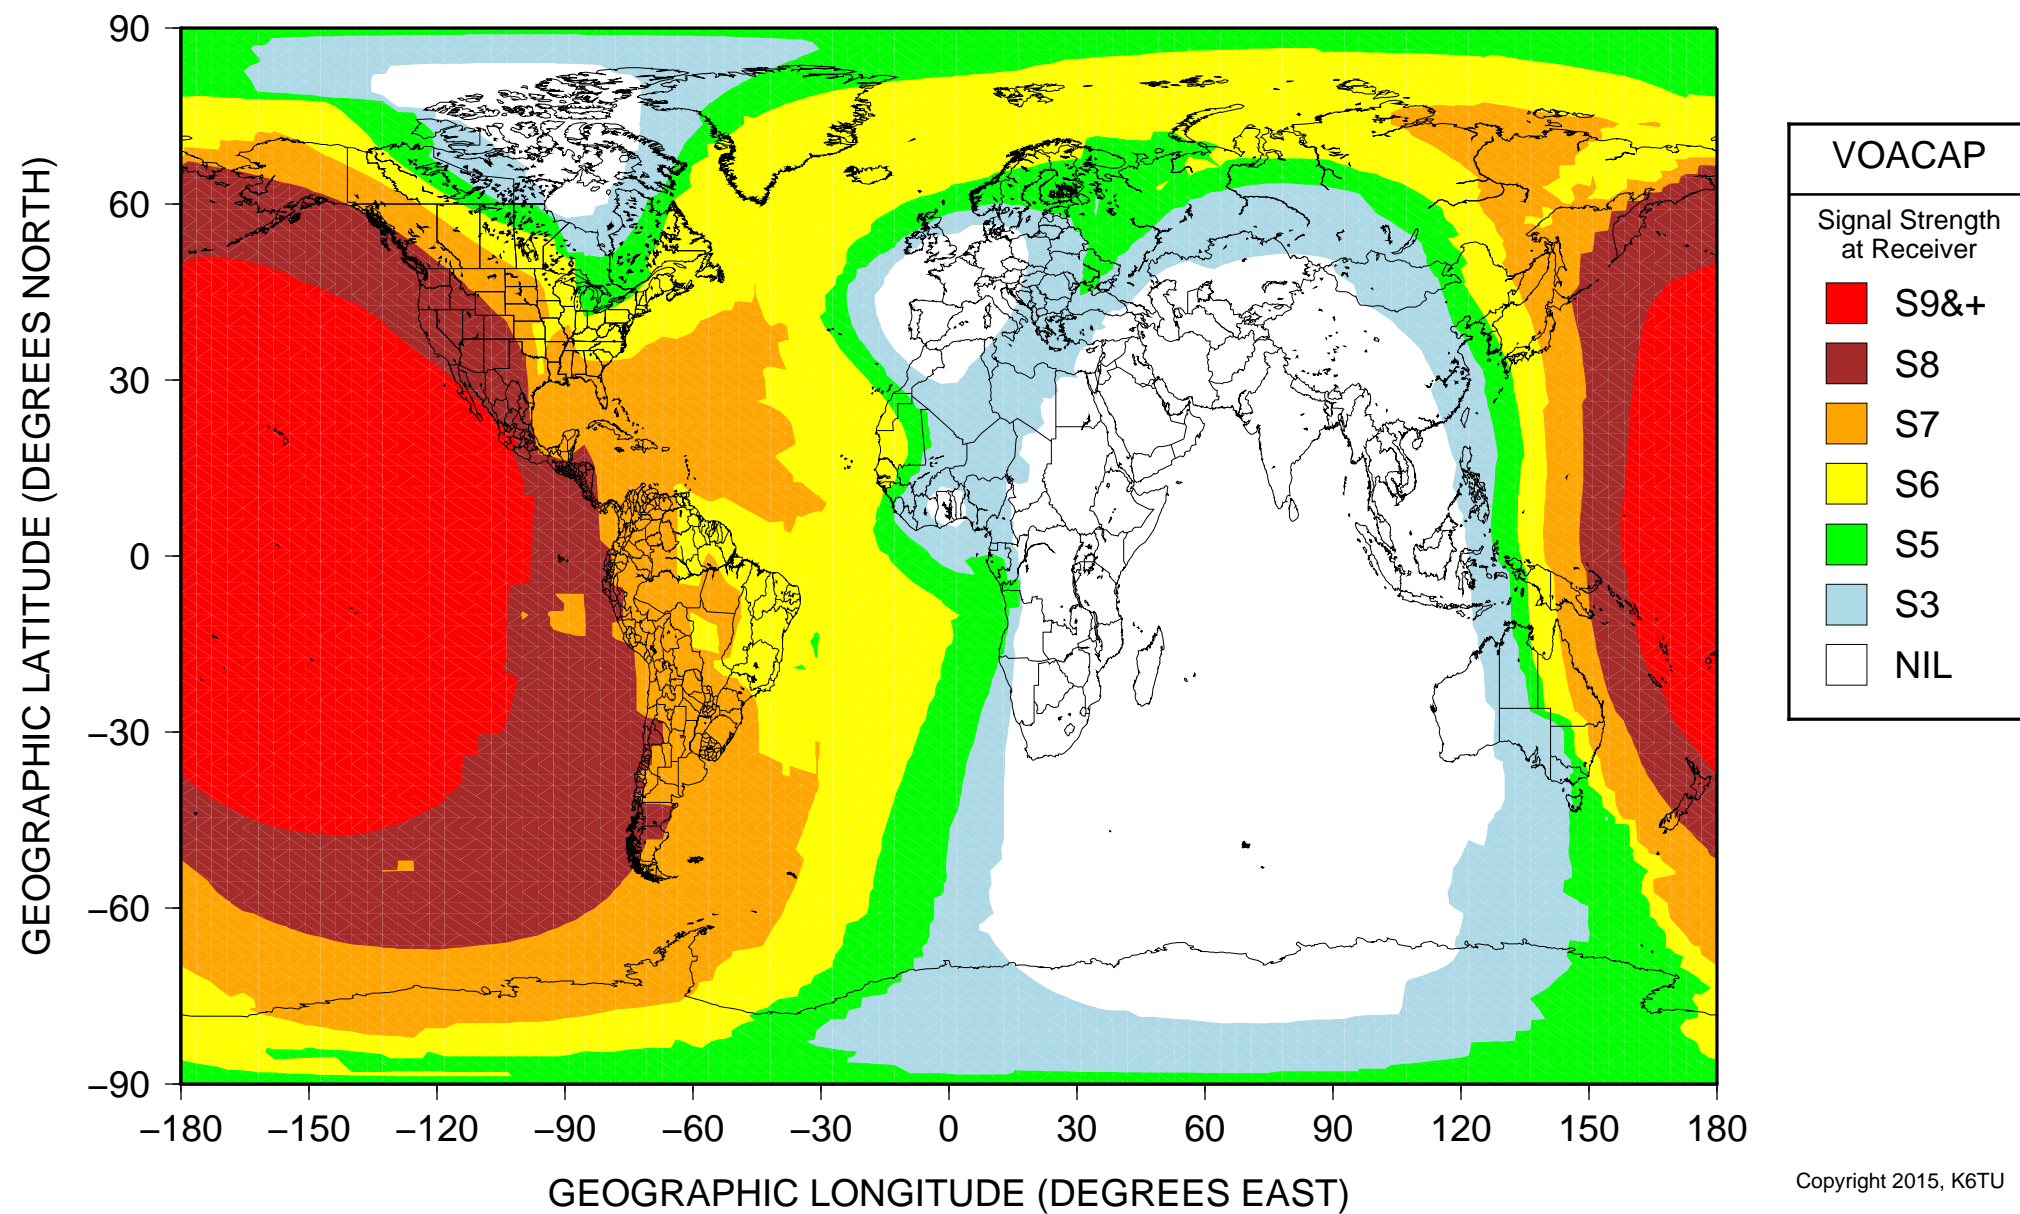 90
60
30
0
−30
−60
−90
GEOGRAPHIC LATITUDE (DEGREES NORTH)
−180 −150 −120 −90 −60 −30 0 30 60 90 120 150 180
GEOGRAPHIC LONGITUDE (DEGREES EAST)
VOACAP
Signal Strength
at Receiver
S9&+
S8
S7
S6
S5
S3
NIL
Copyright 2015, K6TU